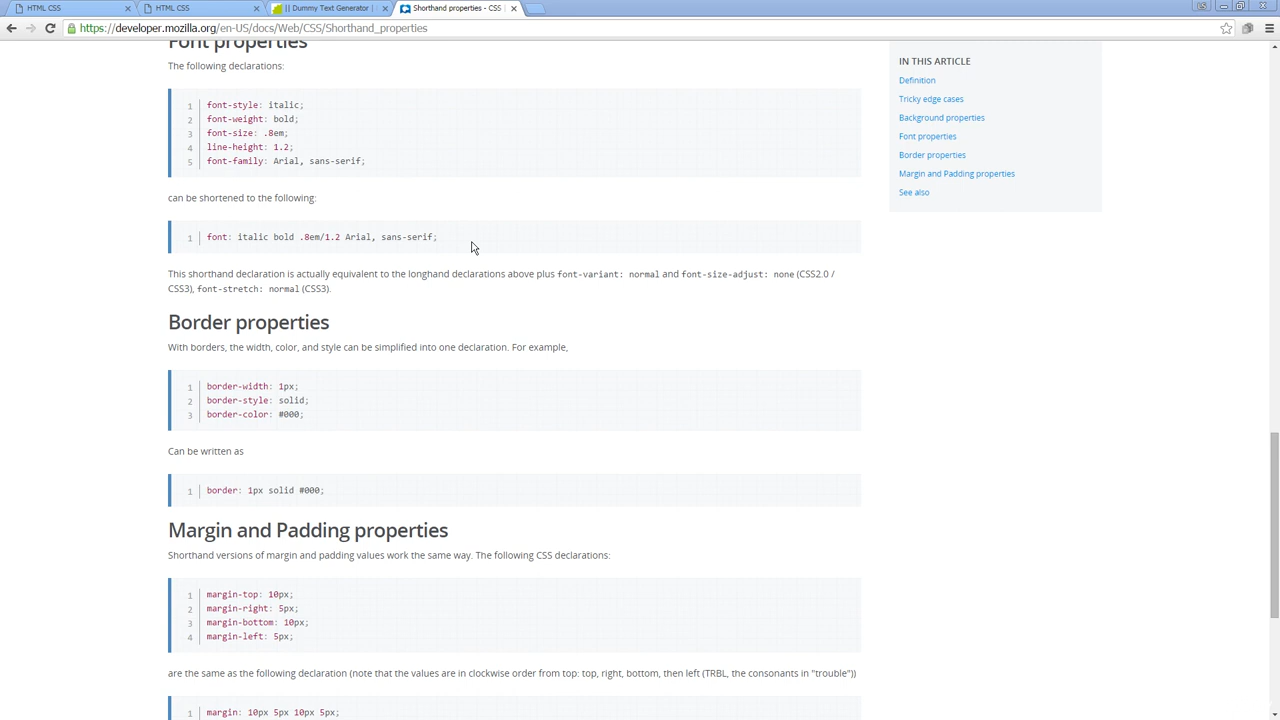 HTML CSS
HTML CSS
|| Dummy Text Generator |
Shorthand properties - CSS
https://developer.mozilla.org/en-US/docs/Web/CSS/Shorthand_properties
Font properties
The following declarations:
1 font-style: italic;
2 font-weight: bold;
3 font-size: .8em;
4 line-height: 1.2;
5 font-family: Arial, sans-serif;
can be shortened to the following:
1 font: italic bold .8em/1.2 Arial, sans-serif;
This shorthand declaration is actually equivalent to the longhand declarations above plus font-variant: normal and font-size-adjust: none (CSS2.0 /
CSS3), font-stretch: normal (CSS3).
Border properties
With borders, the width, color, and style can be simplified into one declaration. For example,
1 border-width: 1px;
2 border-style: solid;
3 border-color: #000;
Can be written as
1 border: 1px solid #000;
Margin and Padding properties
Shorthand versions of margin and padding values work the same way. The following CSS declarations:
1 margin-top: 10px;
2 margin-right: 5px;
3 margin-bottom: 10px;
4 margin-left: 5px;
are the same as the following declaration (note that the values are in clockwise order from top: top, right, bottom, then left (TRBL, the consonants in "trouble"))
1 margin: 10px 5px 10px 5px;
IN THIS ARTICLE
Definition
Tricky edge cases
Background properties
Font properties
Border properties
Margin and Padding properties
See also